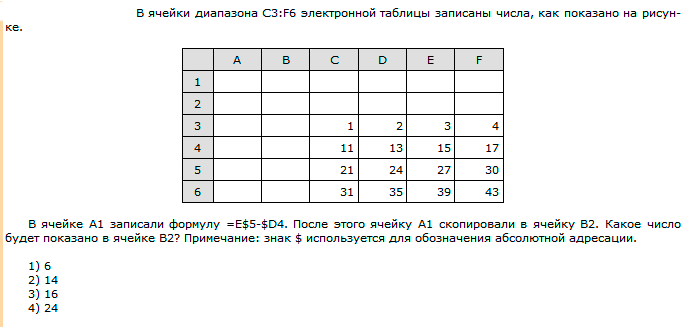 В ячейки диапазона C3:F6 электронной таблицы записаны числа, как показано на рисун-
ке.
A B C D E F
1
2
3 1 2 3 4
4 11 13 15 17
5 21 24 27 30
6 31 35 39 43
В ячейке A1 записали формулу =E$5-$D4. После этого ячейку A1 скопировали в ячейку B2. Какое число
будет показано в ячейке B2? Примечание: знак $ используется для обозначения абсолютной адресации.
1) 6
2) 14
3) 16
4) 24